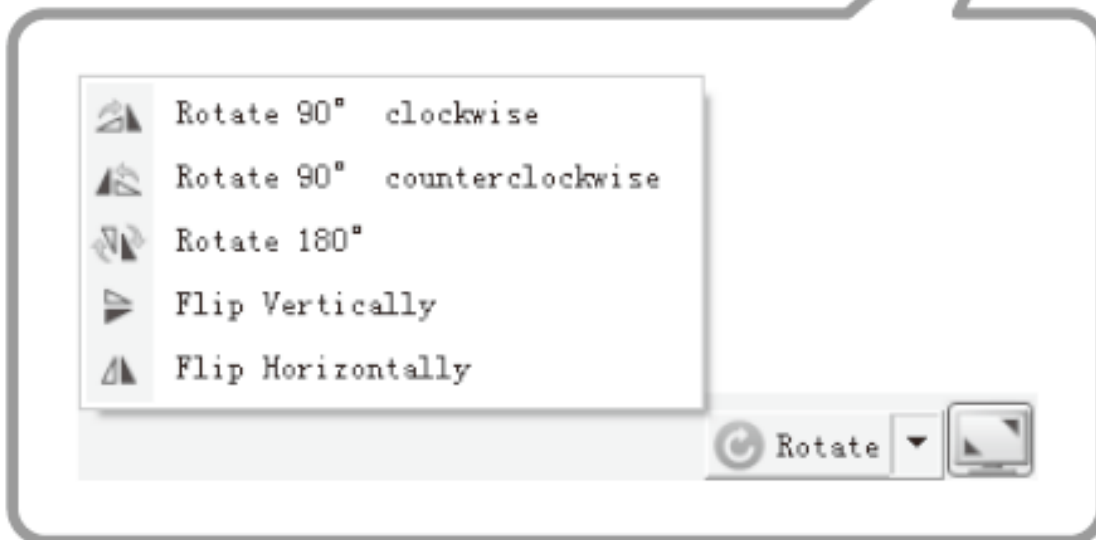 Rotate 90° clockwise
Rotate 90° counterclockwise
Rotate 180°
Flip Vertically
Flip Horizontally
Rotate